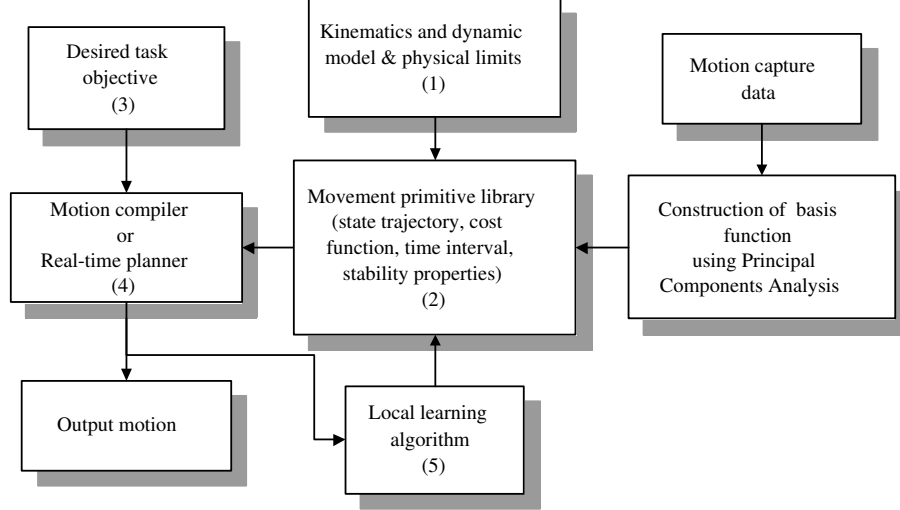 Desired task
objective
(3)
Kinematics and dynamic
model & physical limits
(1)
Motion capture
data
Motion compiler
or
Real-time planner
(4)
Movement primitive library
(state trajectory, cost
function, time interval,
stability properties)
(2)
Construction of basis
function
using Principal
Components Analysis
Output motion
Local learning
algorithm
(5)